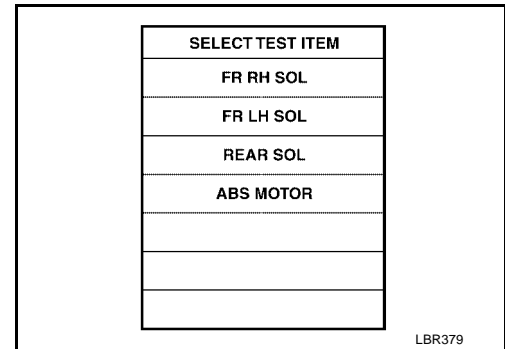 SELECT TEST ITEM
FR RH SOL
FR LH SOL
REAR SOL
ABS MOTOR
LBR379